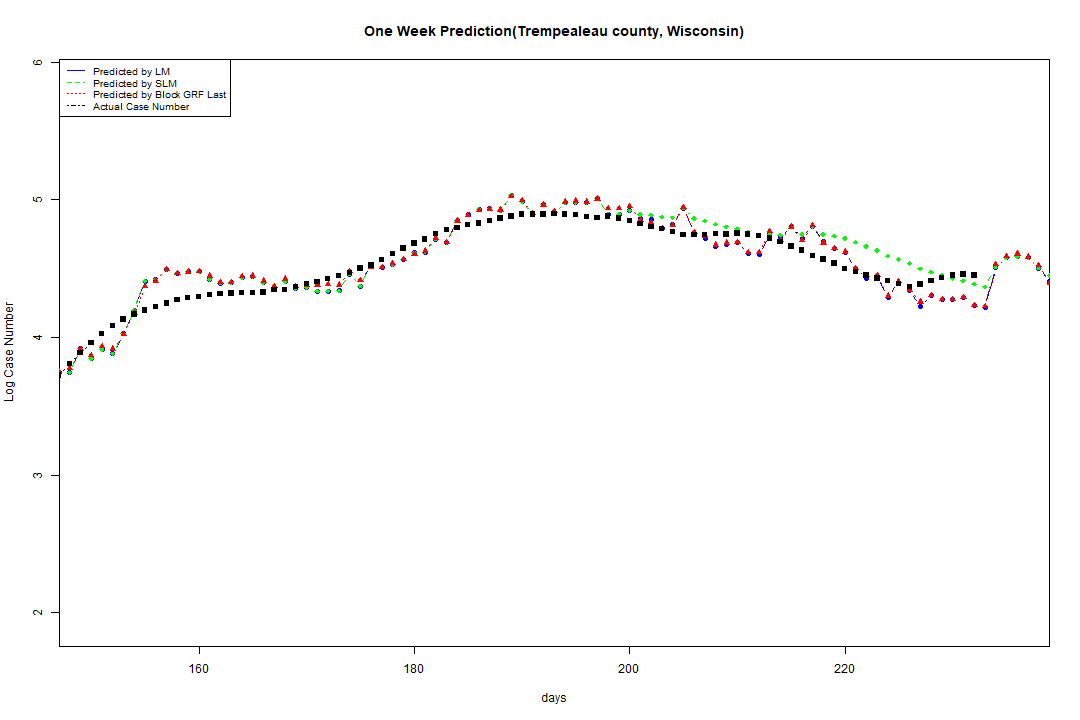 One Week Prediction(Trempealeau county, Wisconsin)
Predicted by LM
Predicted by SLM
Predicted by Block GRF Last
Actual Case Number
6
5
4
3
2
Log Case Number
160
180
200
220
days